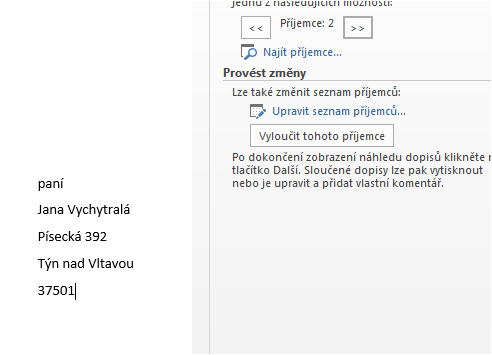 jednu z následujících možností:
<< Příjemce: 2 >>
Najít příjemce...
Provést změny
Lze také změnit seznam příjemců:
Upravit seznam příjemců...
Vyloučit tohoto příjemce
Po dokončení zobrazení náhledu dopisů klikněte n
tlačítko Další. Sloučené dopisy lze pak vytisknout
nebo je upravit a přidat vlastní komentář.
paní
Jana Vychytralá
Písecká 392
Týn nad Vltavou
37501